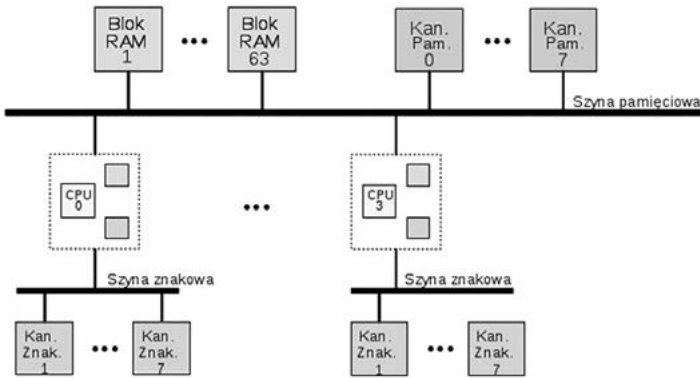 Blok
RAM
1
•••
Blok
RAM
63
Kan.
Pam.
0
•••
Kan.
Pam.
7
Szyna pamięciowa
CPU
0
•••
CPU
3
Szyna znakowa
Szyna znakowa
Kan.
Znak.
1
•••
Kan.
Znak.
7
Kan.
Znak.
1
•••
Kan.
Znak.
7